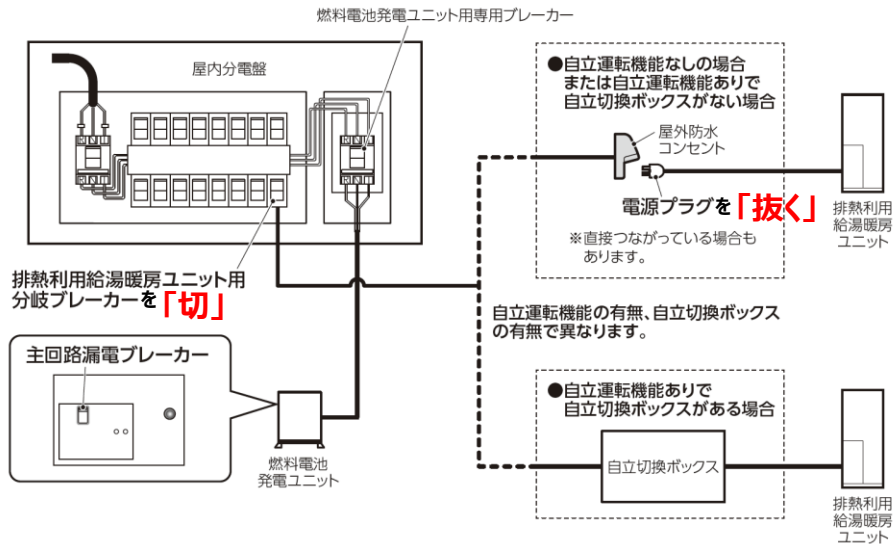 燃料電池発電ユニット用専用ブレーカー
屋内分電盤
●自立運転機能なしの場合
または自立運転機能ありで
自立切換ボックスがない場合
屋外防水
コンセント
電源プラグを「抜く」
※直接つながっている場合も
あります。
排熱利用
給湯暖房
ユニット
排熱利用給湯暖房ユニット用
分岐ブレーカーを「切」
自立運転機能の有無、自立切換ボックス
の有無で異なります。
主回路漏電ブレーカー
燃料電池
発電ユニット
●自立運転機能ありで
自立切換ボックスがある場合
自立切換ボックス
排熱利用
給湯暖房
ユニット